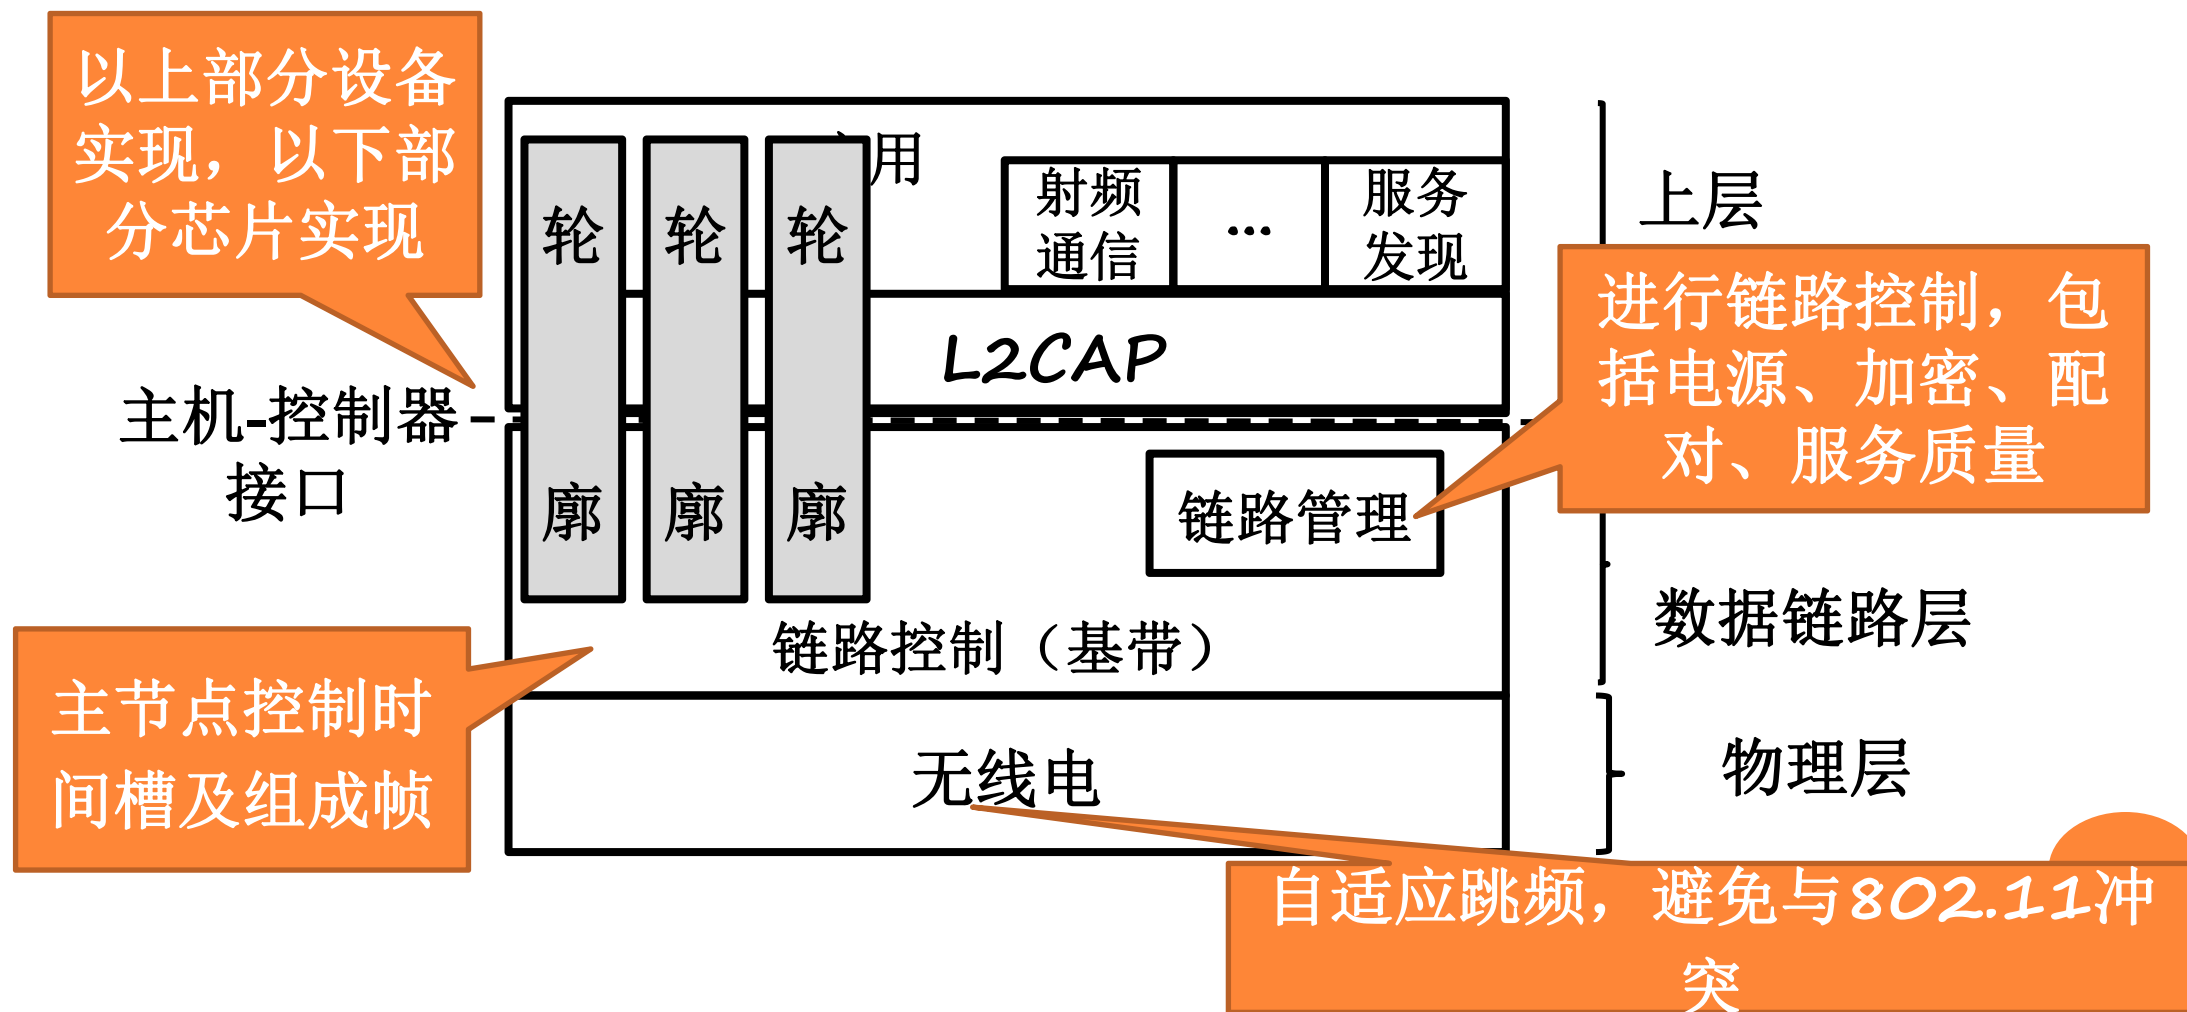 以上部分设备
实现，以下部
分芯片实现
用
轮
廓
轮
廓
轮
廓
射频
通信
...
服务
发现
L2CAP
上层
进行链路控制，包
括电源、加密、配
对、服务质量
主机-控制器
接口
链路管理
链路控制（基带）
数据链路层
主节点控制时
间槽及组成帧
无线电
物理层
自适应跳频，避免与802.11冲
突